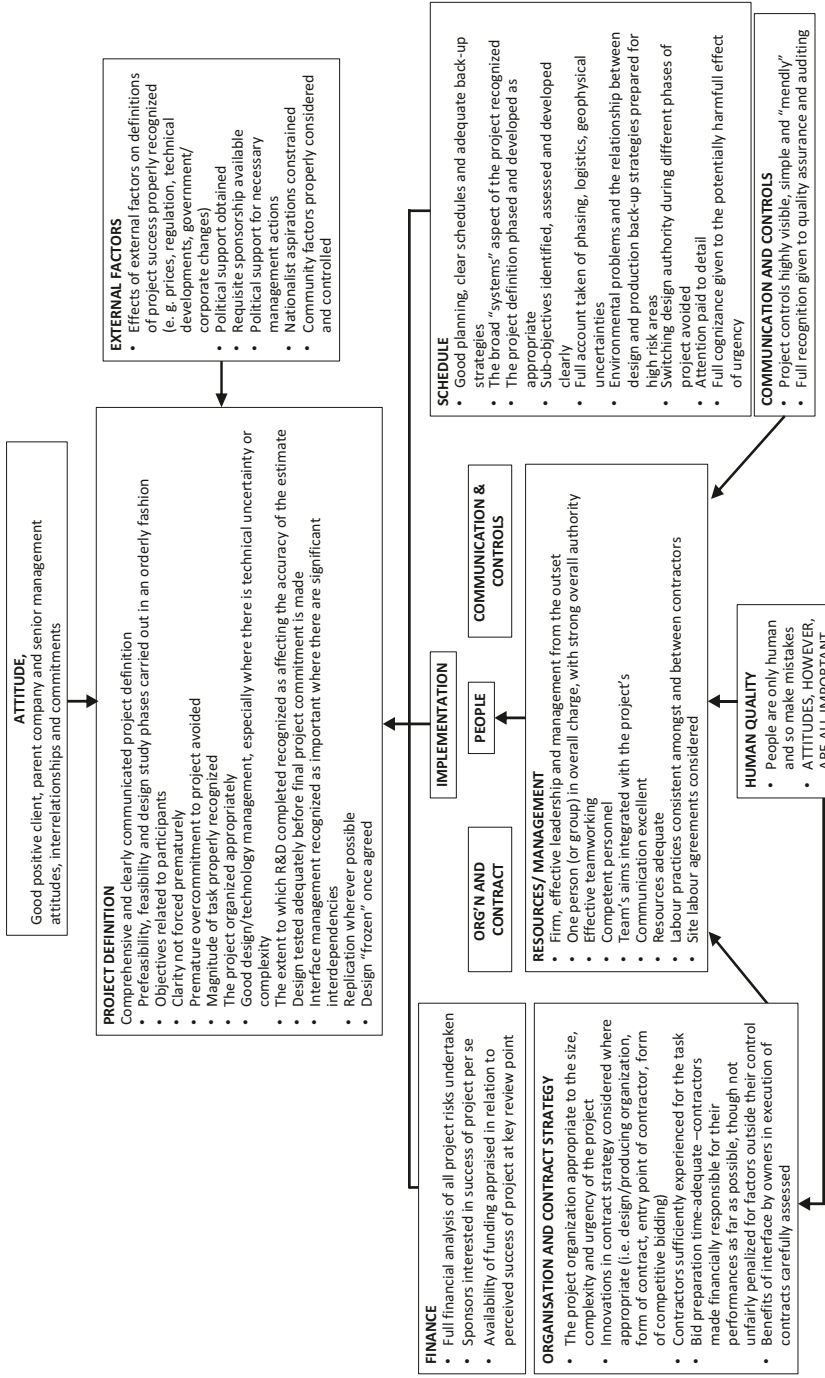 ATTITUDE,
Good positive client, parent company and senior management
attitudes, interrelationships and commitments
PROJECT DEFINITION
Comprehensive and clearly communicated project definition
• Prefeasibility, feasibility and design study phases carried out in an orderly fashion
• Objectives related to participants
• Clarity not forced prematurely
• Premature overcommitment to project avoided
• Magnitude of task properly recognized
• The project organized appropriately
• Good design/technology management, especially where there is technical uncertainty or
complexity
• The extent to which R&D completed recognized as affecting the accuracy of the estimate
• Design tested adequately before final project commitment is made
• Interface management recognized as important where there are significant
interdependencies
• Replication wherever possible
• Design “frozen” once agreed
EXTERNAL FACTORS
• Effects of external factors on definitions
of project success properly recognized
(e. g. prices, regulation, technical
developments, government/
corporate changes)
• Political support obtained
• Requisite sponsorship available
• Political support for necessary
management actions
• Nationalist aspirations constrained
• Community factors properly considered
and controlled
IMPLEMENTATION
FINANCE
• Full financial analysis of all project risks undertaken
• Sponsors interested in success of project per se
• Availability of funding appraised in relation to
perceived success of project at key review point
ORGANISATION AND CONTRACT STRATEGY
• The project organization appropriate to the size,
complexity and urgency of the project
• Innovations in contract strategy considered where
appropriate (i.e. design/producing organization,
form of contract, entry point of contractor, form
of competitive bidding)
• Contractors sufficiently experienced for the task
• Bid preparation time-adequate –contractors
made financially responsible for their
performances as far as possible, though not
unfairly penalized for factors outside their control
• Benefits of interface by owners in execution of
contracts carefully assessed
ORG’N AND
CONTRACT
PEOPLE
COMMUNICATION &
CONTROLS
RESOURCES/ MANAGEMENT
• Firm, effective leadership and management from the outset
• One person (or group) in overall charge, with strong overall authority
• Effective teamworking
• Competent personnel
• Team’s aims integrated with the project’s
• Communication excellent
• Resources adequate
• Labour practices consistent amongst and between contractors
• Site labour agreements considered
SCHEDULE
• Good planning, clear schedules and adequate back-up
strategies
• The broad “systems” aspect of the project recognized
• The project definition phased and developed as
appropriate
• Sub-objectives identified, assessed and developed
clearly
• Full account taken of phasing, logistics, geophysical
uncertainties
• Environmental problems and the relationship between
design and production back-up strategies prepared for
high risk areas
• Switching design authority during different phases of
project avoided
• Attention paid to detail
• Full cognizance given to the potentially harmfull effect
of urgency
COMMUNICATION AND CONTROLS
• Project controls highly visible, simple and “mendly”
• Full recognition given to quality assurance and auditing
HUMAN QUALITY
• People are only human
and so make mistakes
• ATTITUDES, HOWEVER,
ARE ALL IMPORTANT